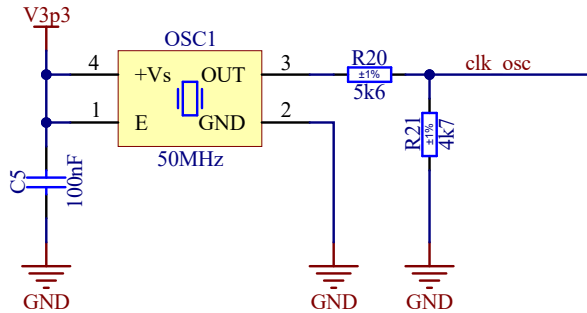 V3p3
OSC1
4
+Vs
OUT
3
R20
±1%
5k6
clk_osc
1
E
GND
2
50MHz
R21
±1%
4k7
C5
100nF
GND
GND
GND